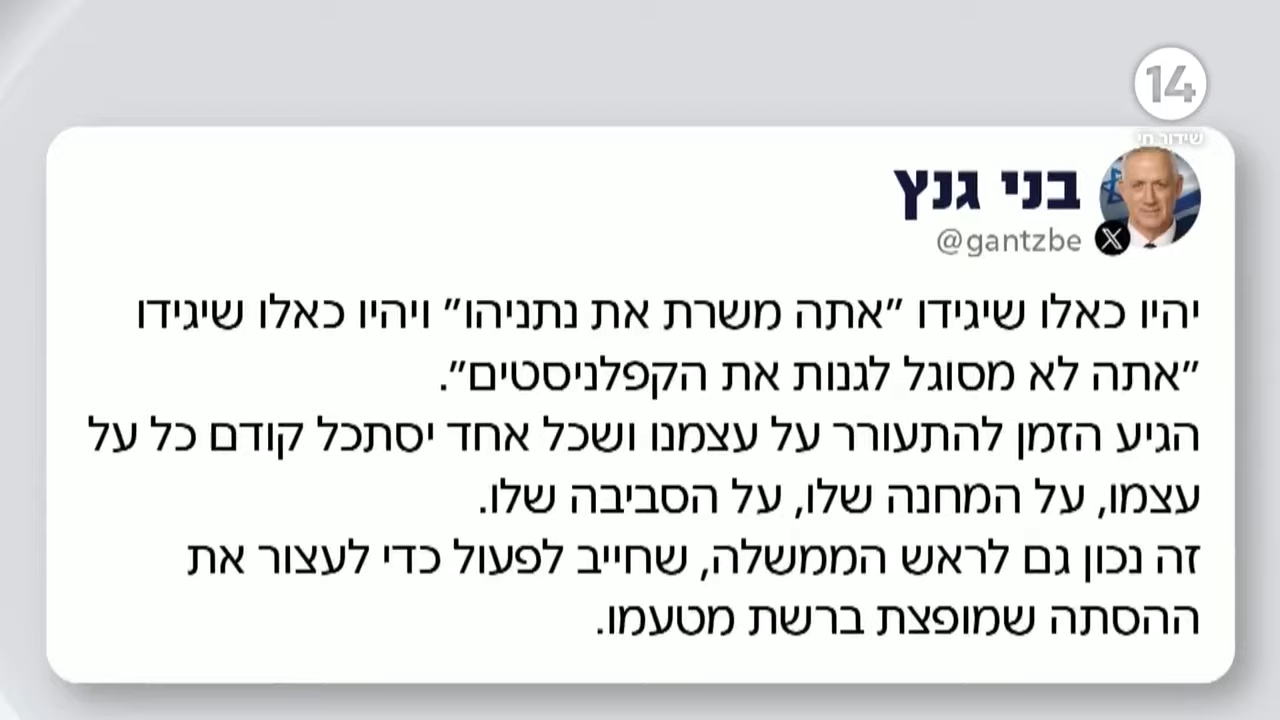 14
שידור חי
בני גנץ
@gantzbe
יהיו כאלו שיגידו ״אתה משרת את נתניהו״ ויהיו כאלו שיגידו
״אתה לא מסוגל לגנות את הקפלניסטים״.
הגיע הזמן להתעורר על עצמנו ושכל אחד יסתכל קודם כל על
עצמו, על המחנה שלו, על הסביבה שלו.
זה נכון גם לראש הממשלה, שחייב לפעול כדי לעצור את
ההסתה שמופצת ברשת מטעמו.